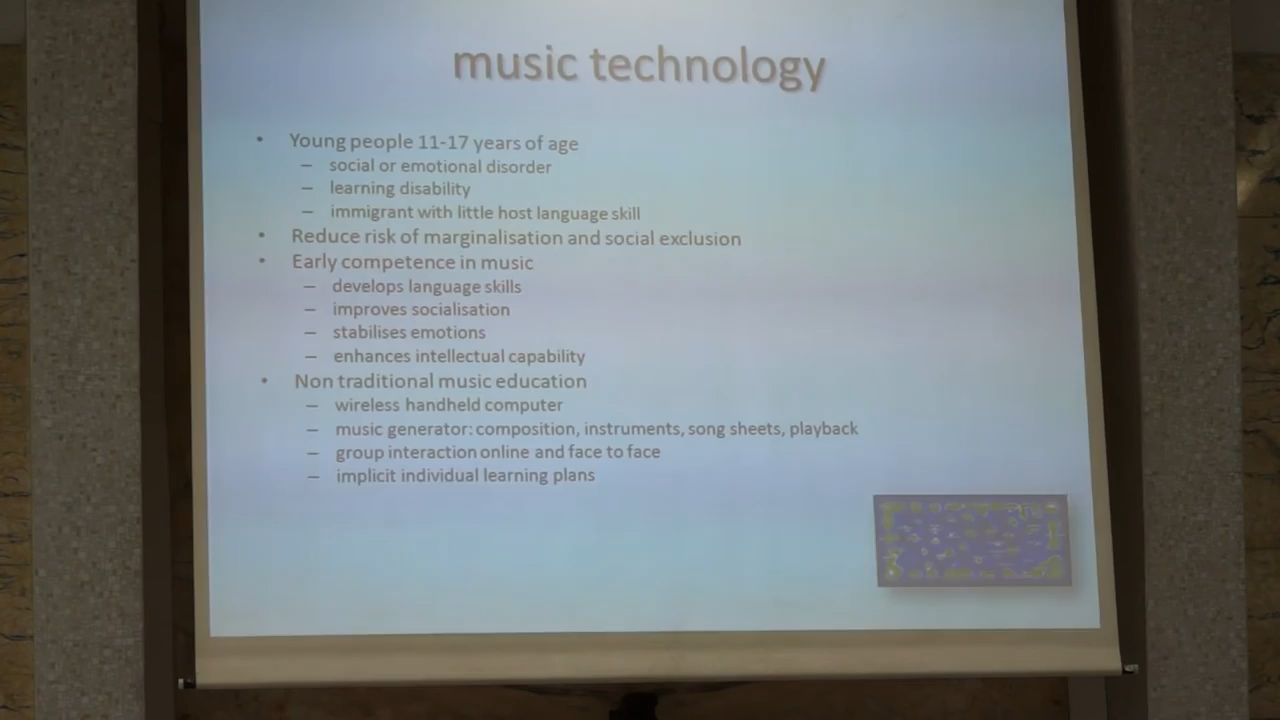 music technology
• Young people 11-17 years of age
– social or emotional disorder
– learning disability
– immigrant with little host language skill
• Reduce risk of marginalisation and social exclusion
• Early competence in music
– develops language skills
– improves socialisation
– stabilises emotions
– enhances intellectual capability
• Non traditional music education
– wireless handheld computer
– music generator: composition, instruments, song sheets, playback
– group interaction online and face to face
– implicit individual learning plans